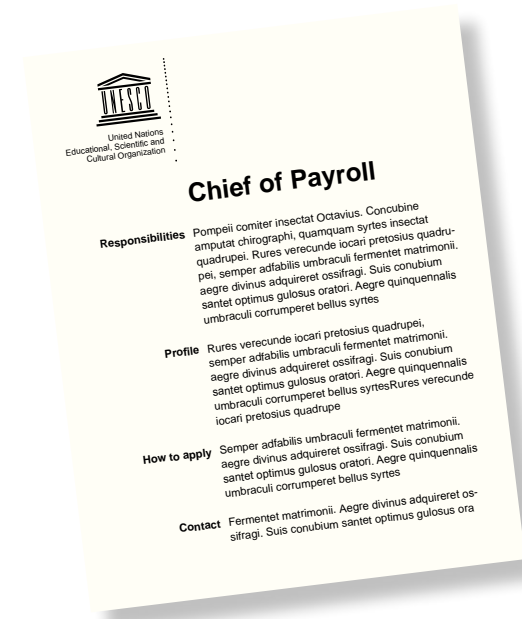 UNESCO
United Nations
Educational, Scientific and
Cultural Organization
Chief of Payroll
Responsibilities Pompeii comiter insectat Octavius. Concubine
amputat chirographi, quamquam syrtes insectat
quadrupei. Rures verecunde iocari pretosius quadru-
pei, semper adfabilis umbraculi fermentet matrimonii.
aegre divinus adquireret ossifragi. Suis conubium
santet optimus gulosus oratori. Aegre quinquennalis
umbraculi corrumperet bellus syrtes
Profile Rures verecunde iocari pretosius quadrupei,
semper adfabilis umbraculi fermentet matrimonii.
aegre divinus adquireret ossifragi. Suis conubium
santet optimus gulosus oratori. Aegre quinquennalis
umbraculi corrumperet bellus syrtesRures verecunde
iocari pretosius quadrupe
How to apply Semper adfabilis umbraculi fermentet matrimonii.
aegre divinus adquireret ossifragi. Suis conubium
santet optimus gulosus oratori. Aegre quinquennalis
umbraculi corrumperet bellus syrtes
Contact Fermentet matrimonii. Aegre divinus adquireret os-
sifragi. Suis conubium santet optimus gulosus ora